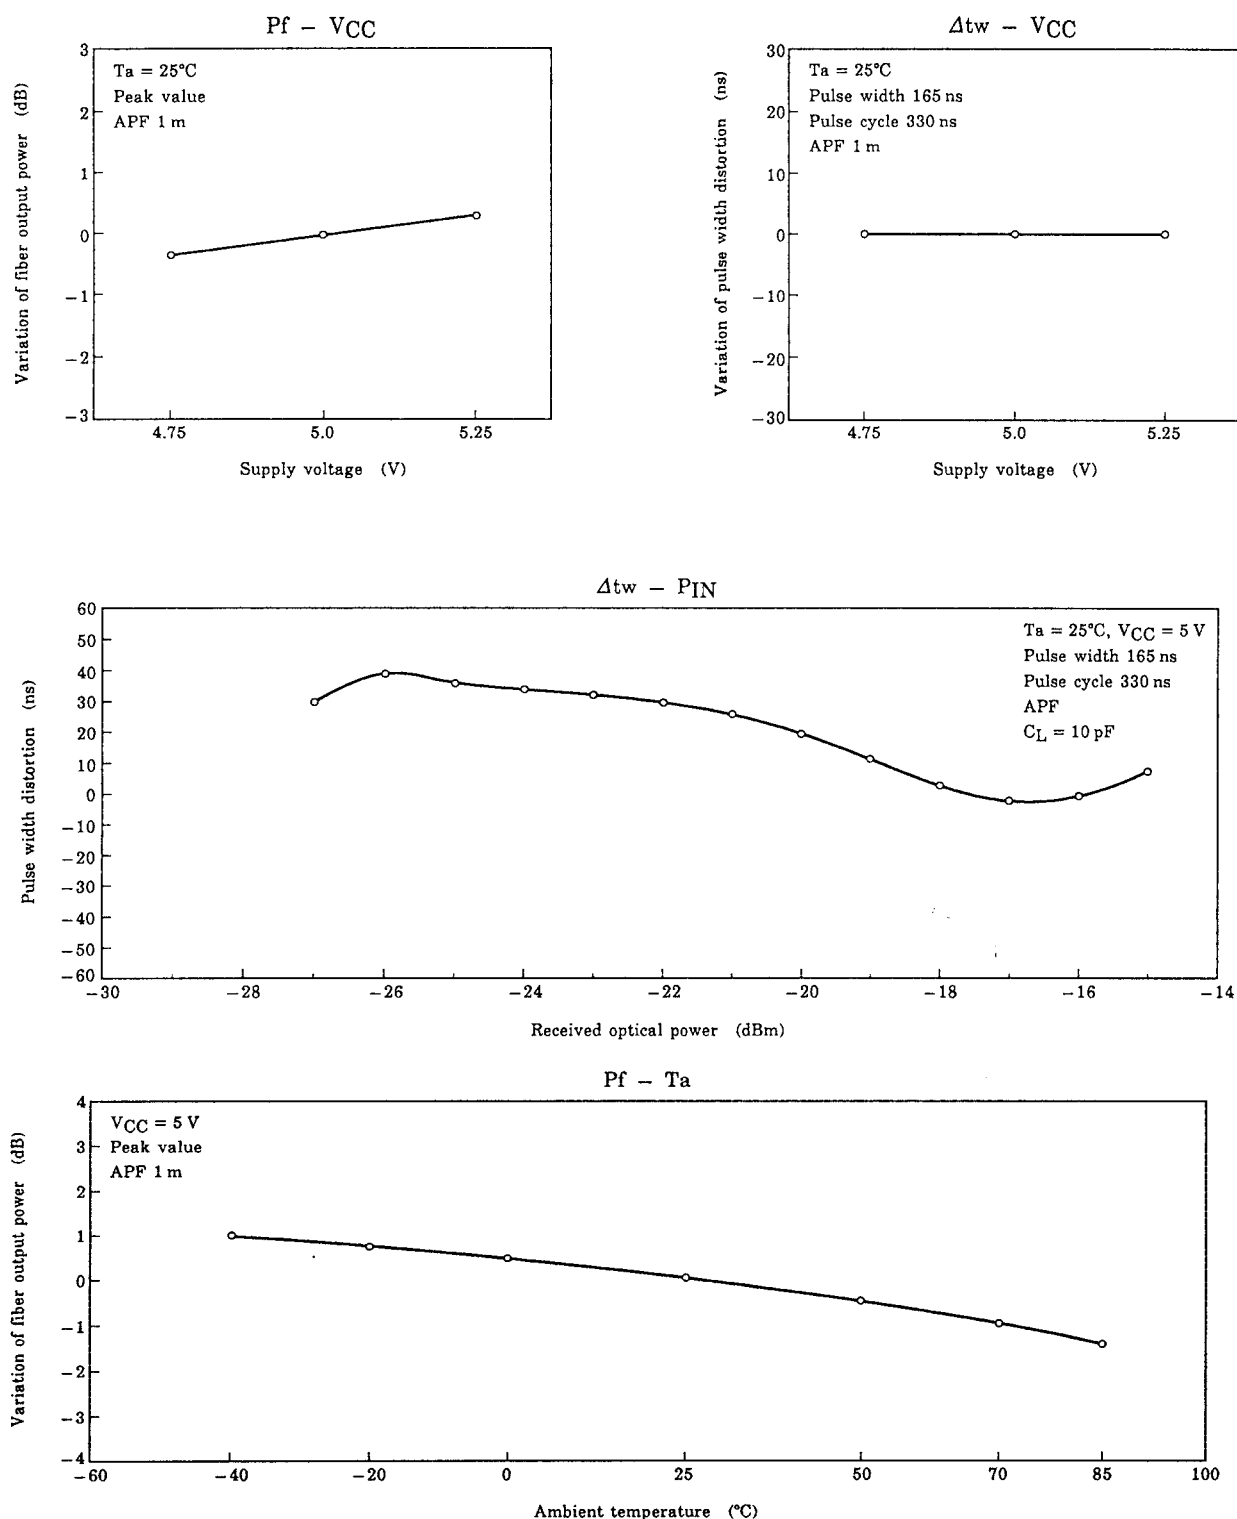 Pf – VCC
Variation of fiber output power (dB)
3
2
1
0
−1
−2
−3
Ta = 25°C
Peak value
APF 1 m
4.75 5.0 5.25
Supply voltage (V)
Δtw – VCC
Variation of pulse width distortion (ns)
30
20
10
0
−10
−20
−30
Ta = 25°C
Pulse width 165 ns
Pulse cycle 330 ns
APF 1 m
4.75 5.0 5.25
Supply voltage (V)
Δtw – PIN
Pulse width distortion (ns)
60
50
40
30
20
10
0
−10
−20
−30
−40
−50
−60
Ta = 25°C, VCC = 5 V
Pulse width 165 ns
Pulse cycle 330 ns
APF
CL = 10 pF
−30 −28 −26 −24 −22 −20 −18 −16 −14
Received optical power (dBm)
Pf – Ta
Variation of fiber output power (dB)
4
3
2
1
0
−1
−2
−3
−4
VCC = 5 V
Peak value
APF 1 m
−60 −40 −20 0 25 50 70 85 100
Ambient temperature (°C)